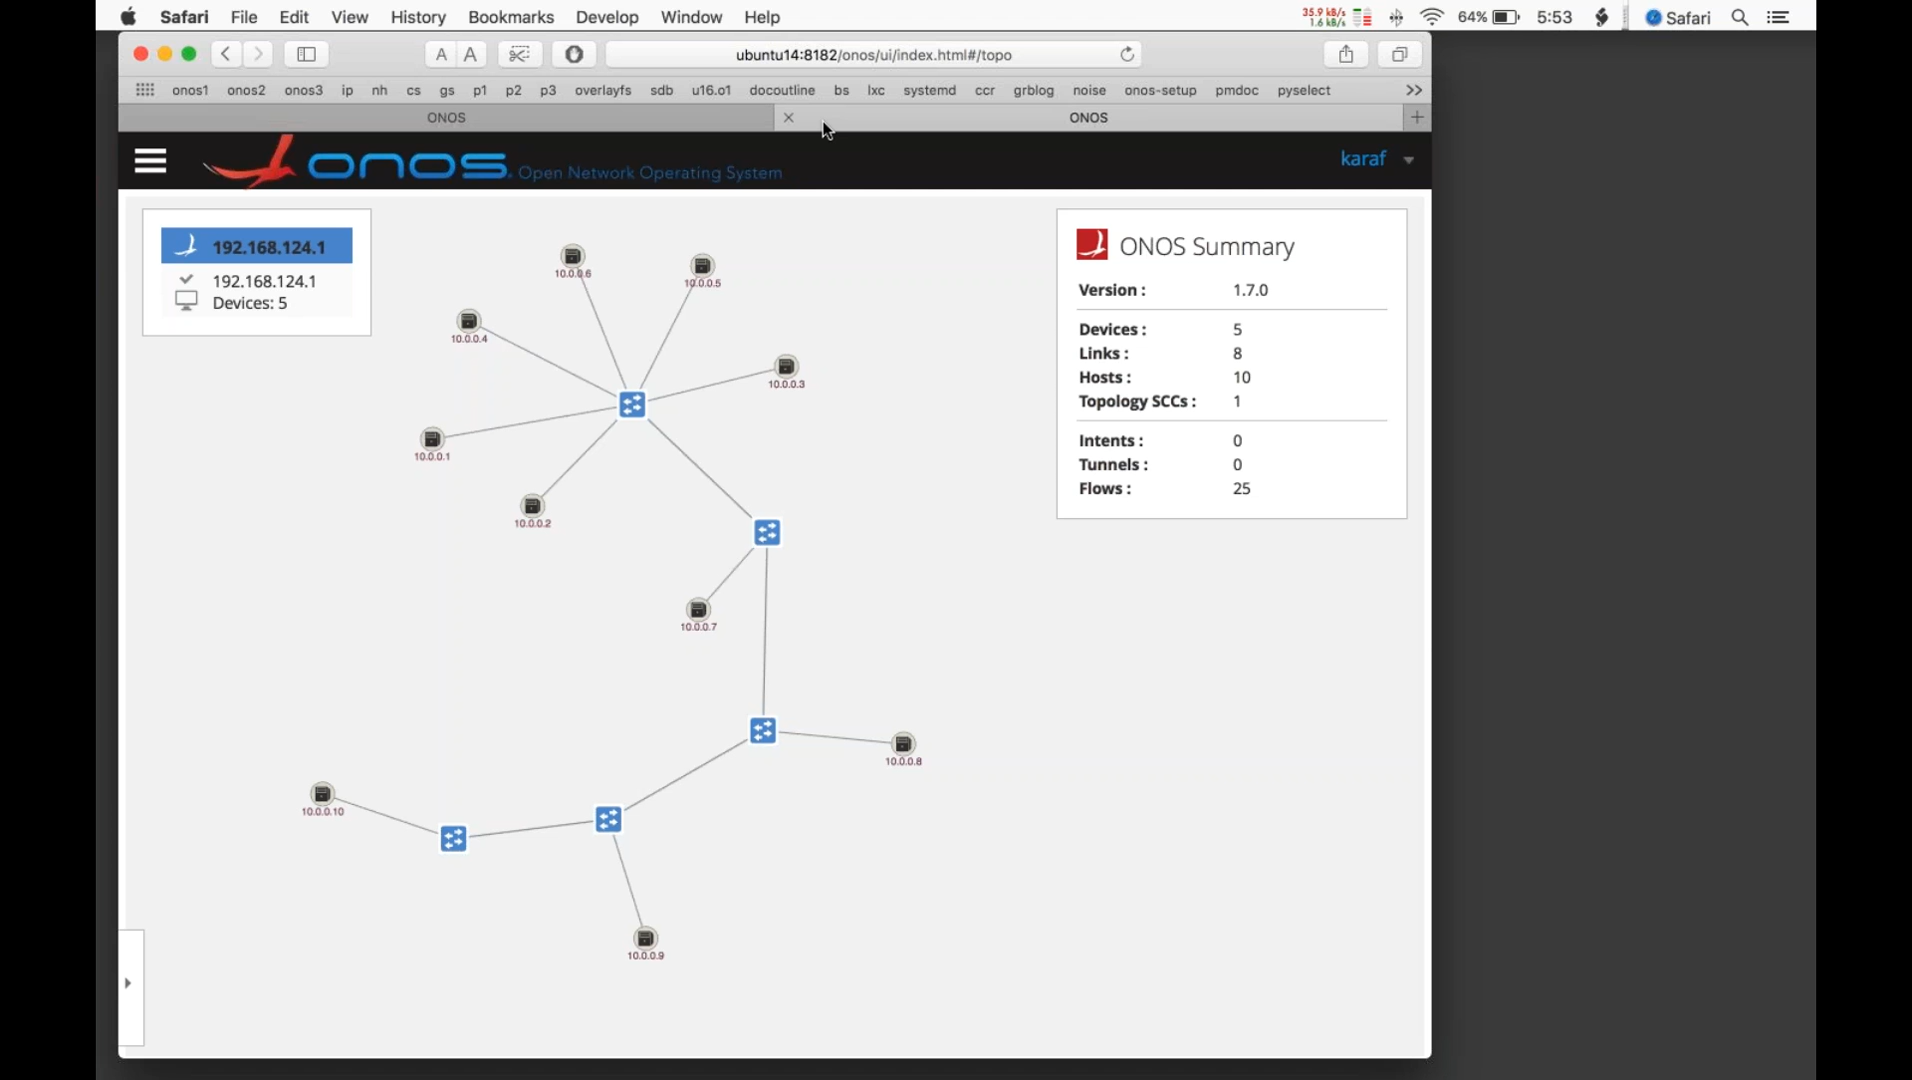 Safari File Edit View History Bookmarks Develop Window Help 35.9 kB/s 1.6 kB/s 64% 5:53 Safari
A A ubuntu14:8182/onos/ui/index.html#/topo
onos1 onos2 onos3 ip nh cs gs p1 p2 p3 overlayfs sdb u16.o1 docoutline bs lxc systemd ccr grblog noise onos-setup pmdoc pyselect >>
ONOS ONOS
onos. Open Network Operating System karaf
192.168.124.1
192.168.124.1
Devices: 5
10.0.0.6
10.0.0.5
10.0.0.4
10.0.0.3
10.0.0.1
10.0.0.2
10.0.0.7
10.0.0.8
10.0.0.10
10.0.0.9
ONOS Summary
Version : 1.7.0
Devices : 5
Links : 8
Hosts : 10
Topology SCCs : 1
Intents : 0
Tunnels : 0
Flows : 25